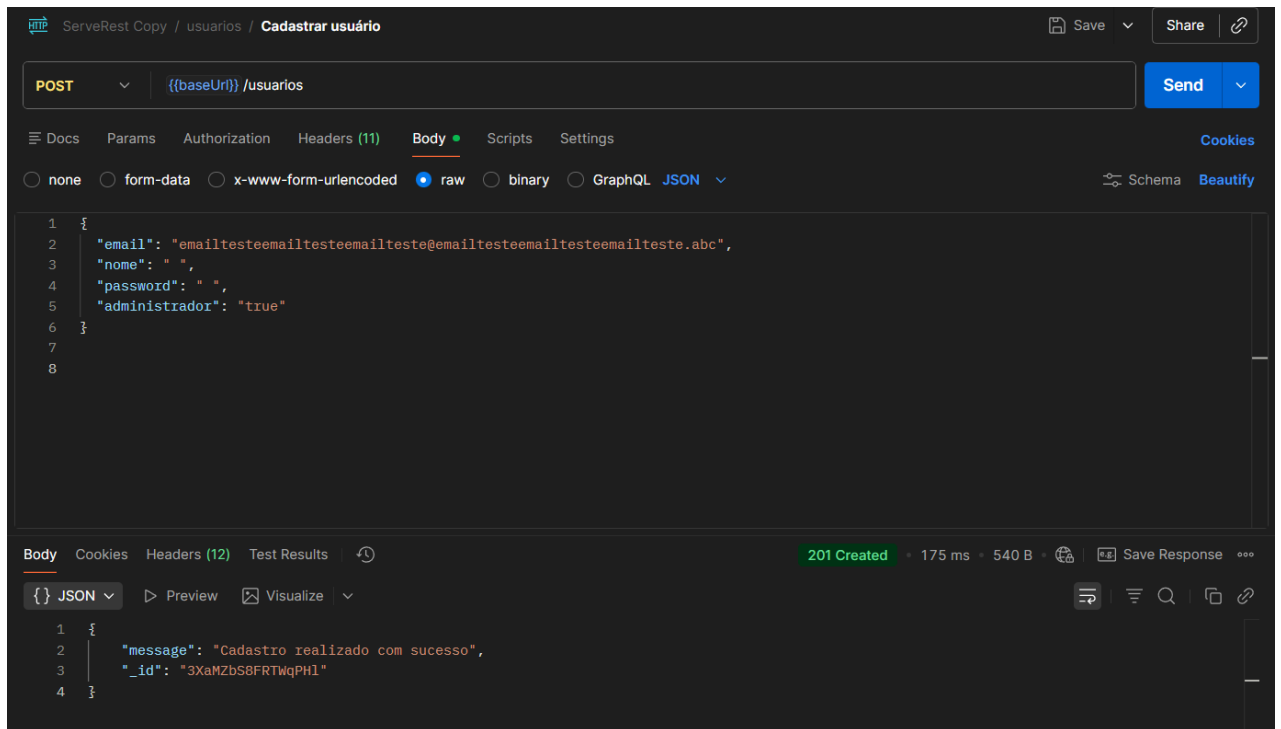 HTTP ServeRest Copy / usuarios / Cadastrar usuário Save Share
POST {{baseUrl}} /usuarios Send
Docs Params Authorization Headers (11) Body Scripts Settings Cookies
none form-data x-www-form-urlencoded raw binary GraphQL JSON Schema Beautify
1 {
2 "email": "emailtesteemailtesteemailteste@emailtesteemailtesteemailteste.abc",
3 "nome": " ",
4 "password": " ",
5 "administrador": "true"
6 }
7
8
Body Cookies Headers (12) Test Results 201 Created • 175 ms • 540 B e.g. Save Response
{} JSON Preview Visualize
1 {
2 "message": "Cadastro realizado com sucesso",
3 "_id": "3XaMZbS8FRTWqPHl"
4 }